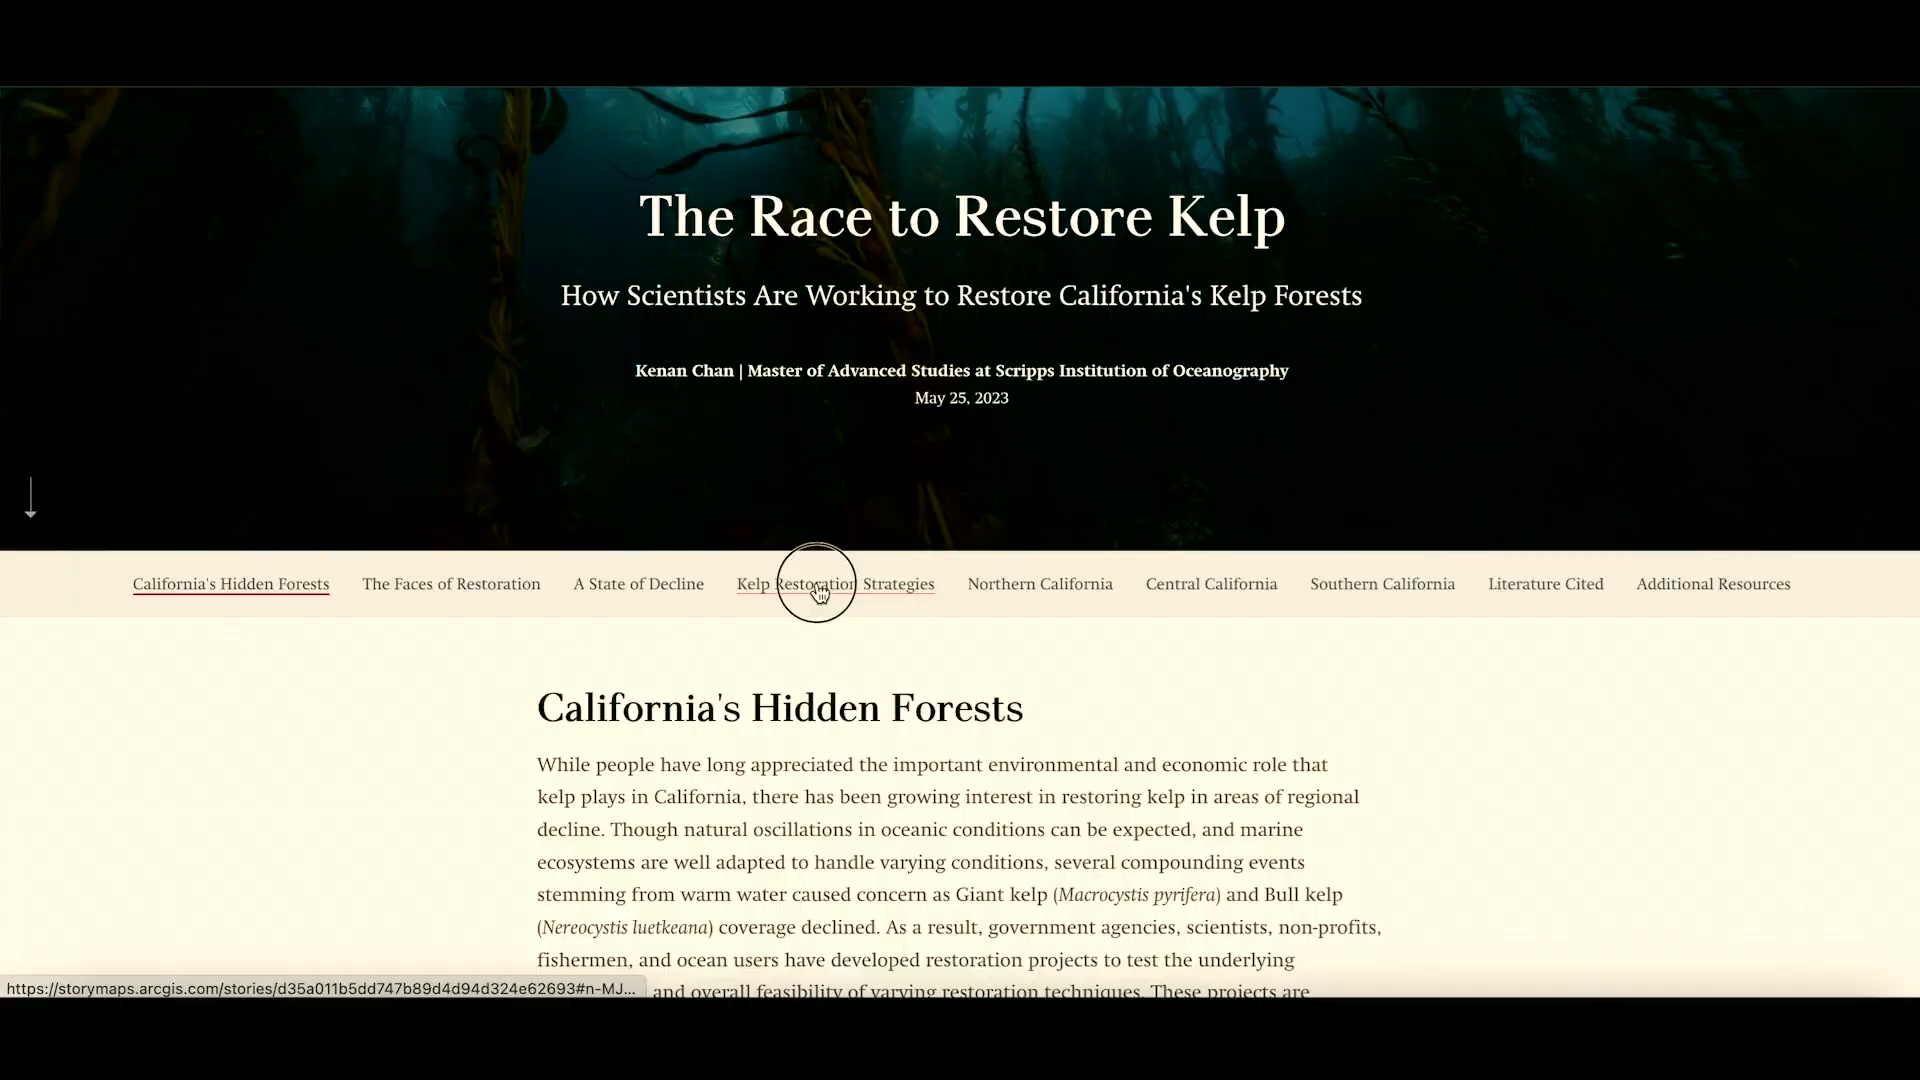 The Race to Restore Kelp
How Scientists Are Working to Restore California's Kelp Forests
Kenan Chan | Master of Advanced Studies at Scripps Institution of Oceanography
May 25, 2023
California's Hidden Forests The Faces of Restoration A State of Decline Kelp Restoration Strategies Northern California Central California Southern California Literature Cited Additional Resources
California's Hidden Forests
While people have long appreciated the important environmental and economic role that
kelp plays in California, there has been growing interest in restoring kelp in areas of regional
decline. Though natural oscillations in oceanic conditions can be expected, and marine
ecosystems are well adapted to handle varying conditions, several compounding events
stemming from warm water caused concern as Giant kelp (Macrocystis pyrifera) and Bull kelp
(Nereocystis luetkeana) coverage declined. As a result, government agencies, scientists, non-profits,
fishermen, and ocean users have developed restoration projects to test the underlying
and overall feasibility of varying restoration techniques. These projects are
https://storymaps.arcgis.com/stories/d35a011b5dd747b89d4d94d324e62693#n-MJ...